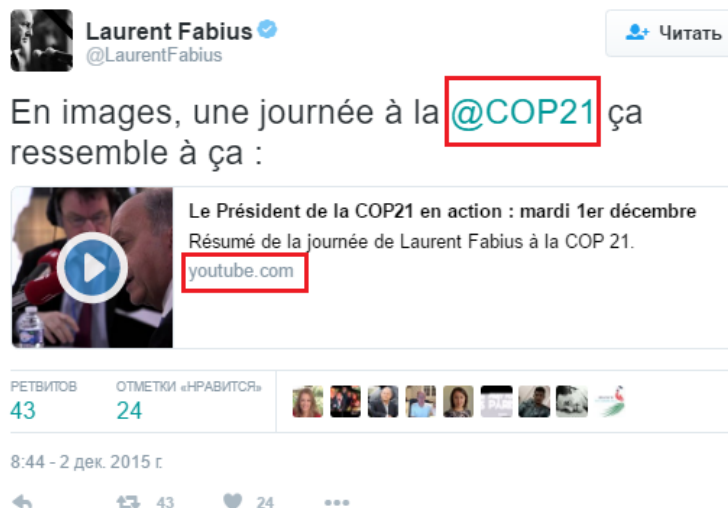 Laurent Fabius
@LaurentFabius
Читать
En images, une journée à la @COP21 ça
ressemble à ça :
Le Président de la COP21 en action : mardi 1er décembre
Résumé de la journée de Laurent Fabius à la COP 21.
youtube.com
РЕТВИТОВ ОТМЕТКИ «НРАВИТСЯ»
43 24
8:44 - 2 дек. 2015 г.
43 24